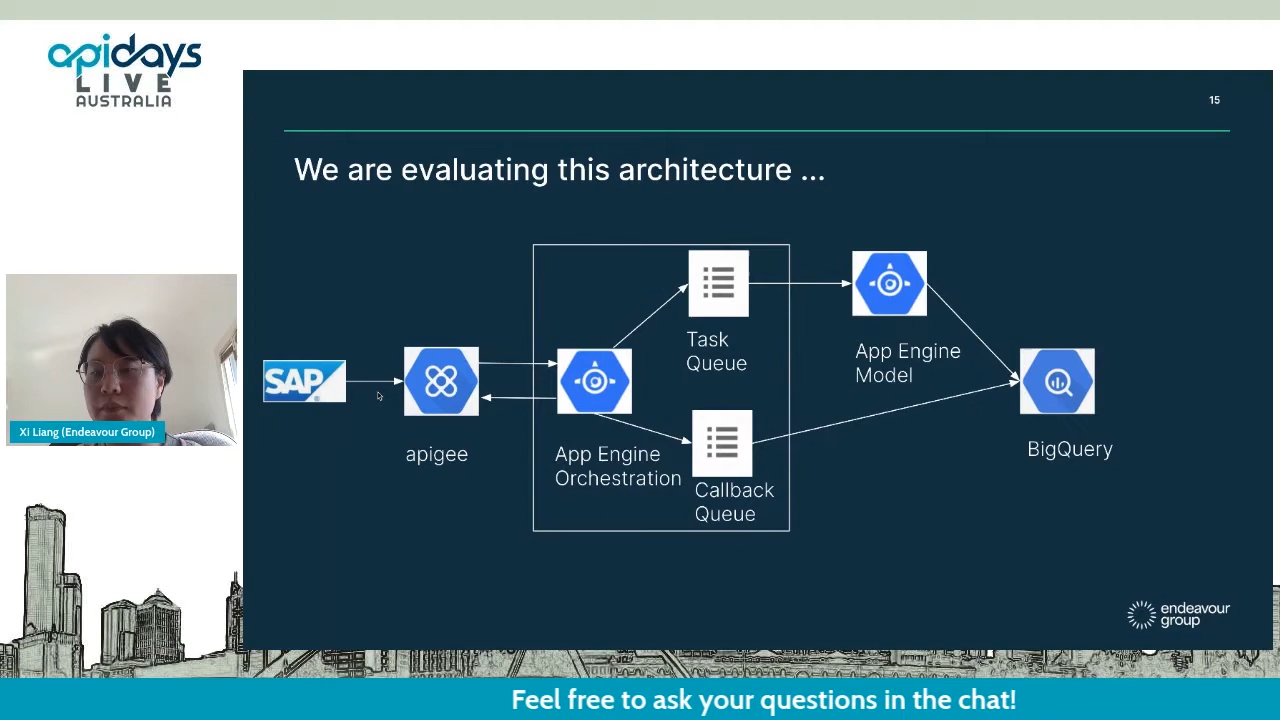 apidays
LIVE
AUSTRALIA
15
We are evaluating this architecture ...
SAP
apigee
App Engine
Orchestration
Task
Queue
Callback
Queue
App Engine
Model
BigQuery
Xi Liang (Endeavour Group)
endeavour
group
Feel free to ask your questions in the chat!